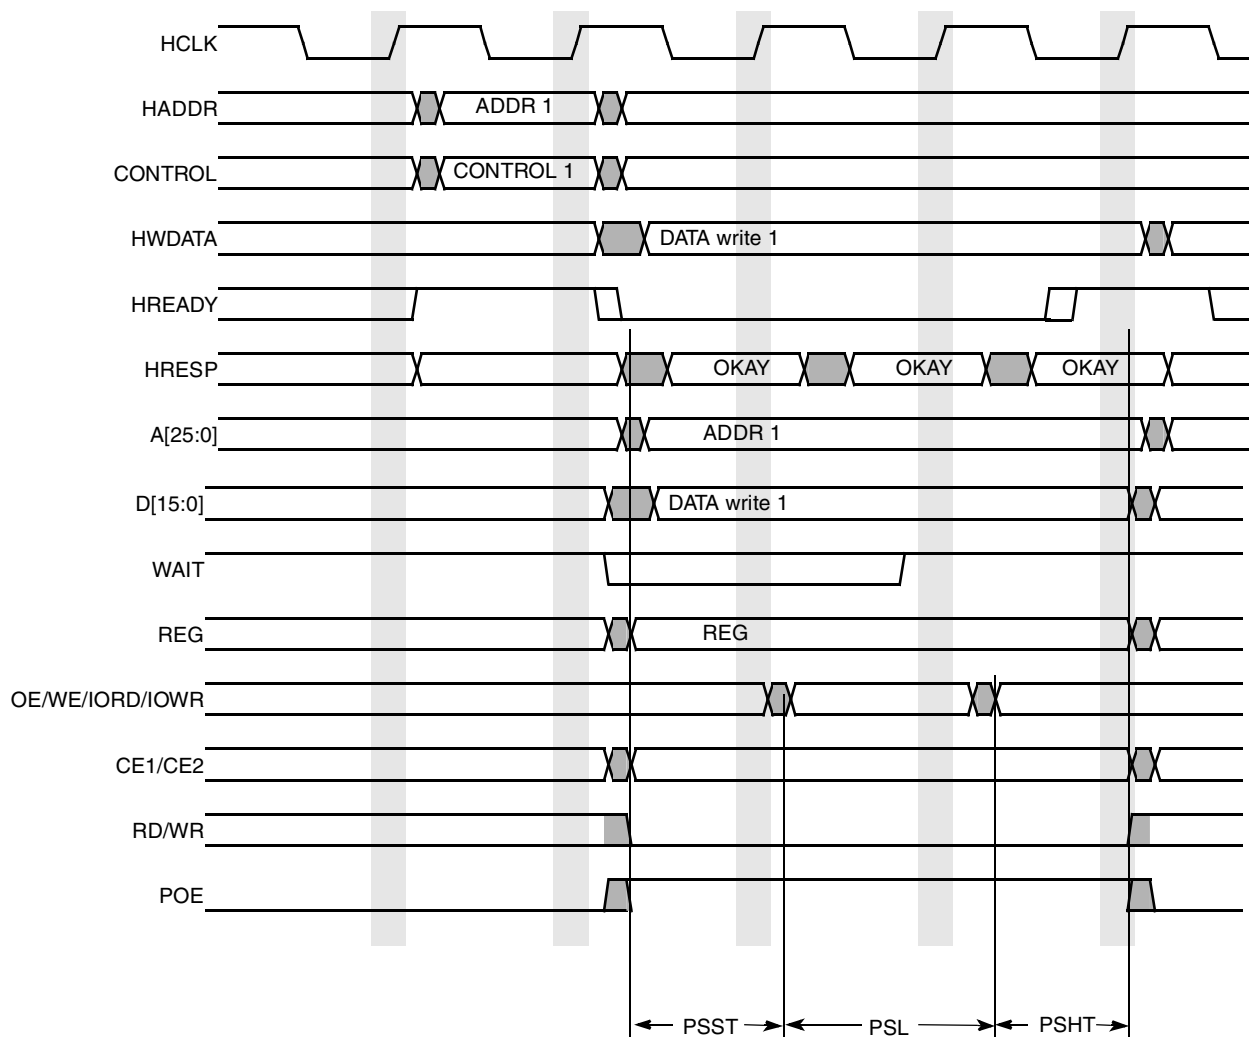 HCLK
HADDR ADDR 1
CONTROL CONTROL 1
HWDATA DATA write 1
HREADY
HRESP OKAY OKAY OKAY
A[25:0] ADDR 1
D[15:0] DATA write 1
WAIT
REG REG
OE/WE/IORD/IOWR
CE1/CE2
RD/WR
POE
PSST PSL PSHT